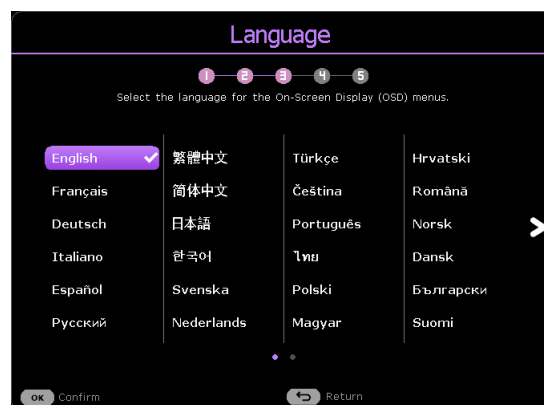 Language
1 2 3 4 5
Select the language for the On-Screen Display (OSD) menus.
English 繁體中文 Türkçe Hrvatski
Français 简体中文 Čeština Română
Deutsch 日本語 Português Norsk
Italiano 한국어 ไทย Dansk
Español Svenska Polski Български
Русский Nederlands Magyar Suomi
OK Confirm Return